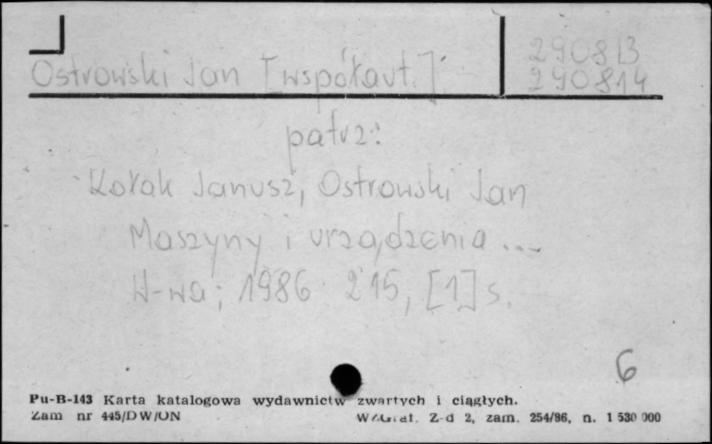 290813
Ostrowski Jan [współaut.]
290814
patrz:
Kołak Janusz, Ostrowski Jan
Maszyny i urządzenia ...
W-wa; 1986 215, [1] s.
6
Pu-B-143 Karta katalogowa wydawnictw zwartych i ciągłych.
Zam nr 445/DW/UN
Z-d 2, zam. 254/86, n. 1 530 000